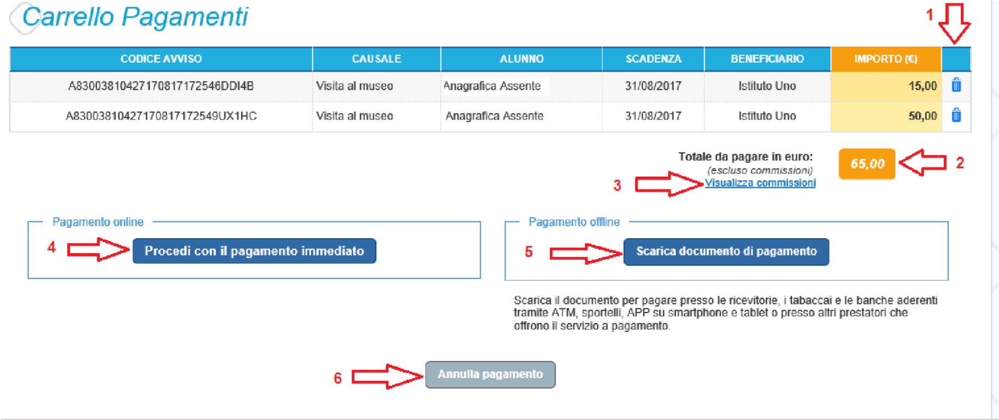 Carrello Pagamenti
1
CODICE AVVISO CAUSALE ALUNNO SCADENZA BENEFICIARIO IMPORTO (€)
A83003810427170817172546DDI4B Visita al museo Anagrafica Assente 31/08/2017 Istituto Uno 15,00
A83003810427170817172549UX1HC Visita al museo Anagrafica Assente 31/08/2017 Istituto Uno 50,00
Totale da pagare in euro: 65,00 2
(escluso commissioni)
3 Visualizza commissioni
Pagamento online
4 Procedi con il pagamento immediato
Pagamento offline
5 Scarica documento di pagamento
Scarica il documento per pagare presso le ricevitorie, i tabaccai e le banche aderenti
tramite ATM, sportelli, APP su smartphone e tablet o presso altri prestatori che
offrono il servizio a pagamento.
6 Annulla pagamento